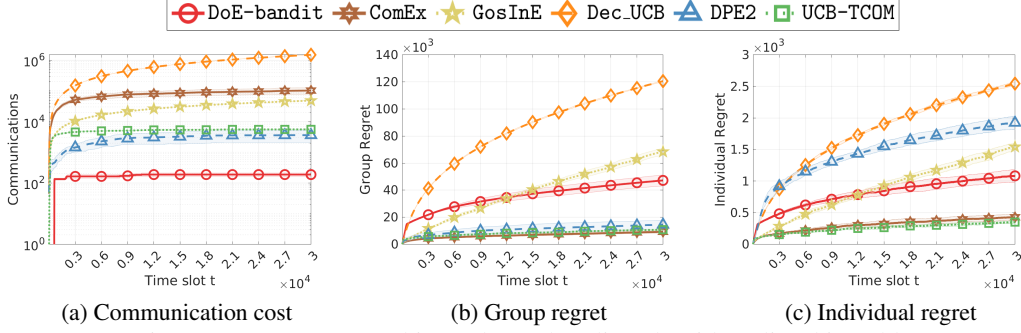 DoE-bandit ComEx GosInE Dec_UCB DPE2 UCB-TCOM
Communications
10^6
10^4
10^2
10^0
0.3 0.6 0.9 1.2 1.5 1.8 2.1 2.4 2.7 3
Time slot t
×10^4
(a) Communication cost
×10^3
Group Regret
140
120
100
80
60
40
20
0
0.3 0.6 0.9 1.2 1.5 1.8 2.1 2.4 2.7 3
Time slot t
×10^4
(b) Group regret
×10^3
Individual Regret
3
2.5
2
1.5
1
0.5
0
0.3 0.6 0.9 1.2 1.5 1.8 2.1 2.4 2.7 3
Time slot t
×10^4
(c) Individual regret